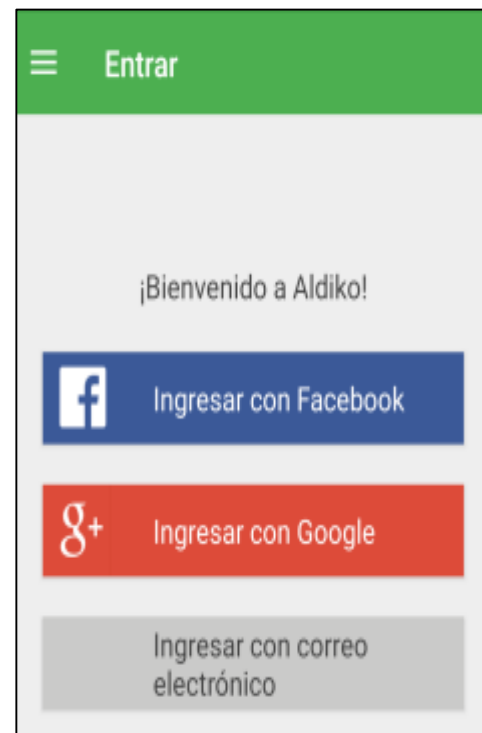 Entrar
¡Bienvenido a Aldiko!
f Ingresar con Facebook
g+ Ingresar con Google
Ingresar con correo
electrónico